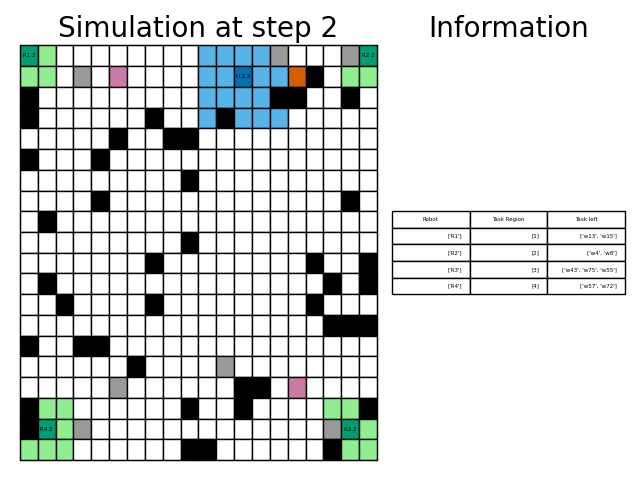 Simulation at step 2
Information
R1 2
R2 2
U 2 2
Robot Task Region Task left
['R1'] [1] ['w13', 'w15']
['R2'] [2] ['w4', 'w8']
['R3'] [3] ['w43', 'w75', 'w55']
['R4'] [4] ['w57', 'w72']
R4 2
R3 2